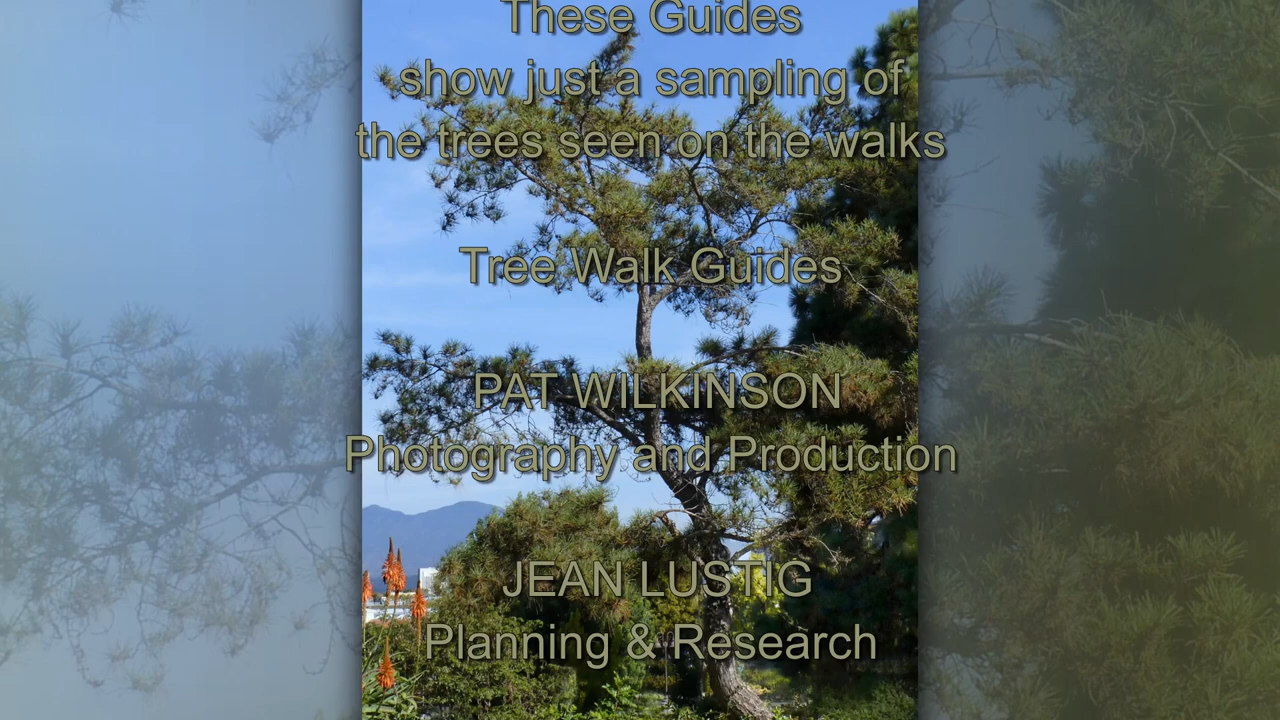 These Guides
show just a sampling of
the trees seen on the walks
Tree Walk Guides
PAT WILKINSON
Photography and Production
JEAN LUSTIG
Planning & Research